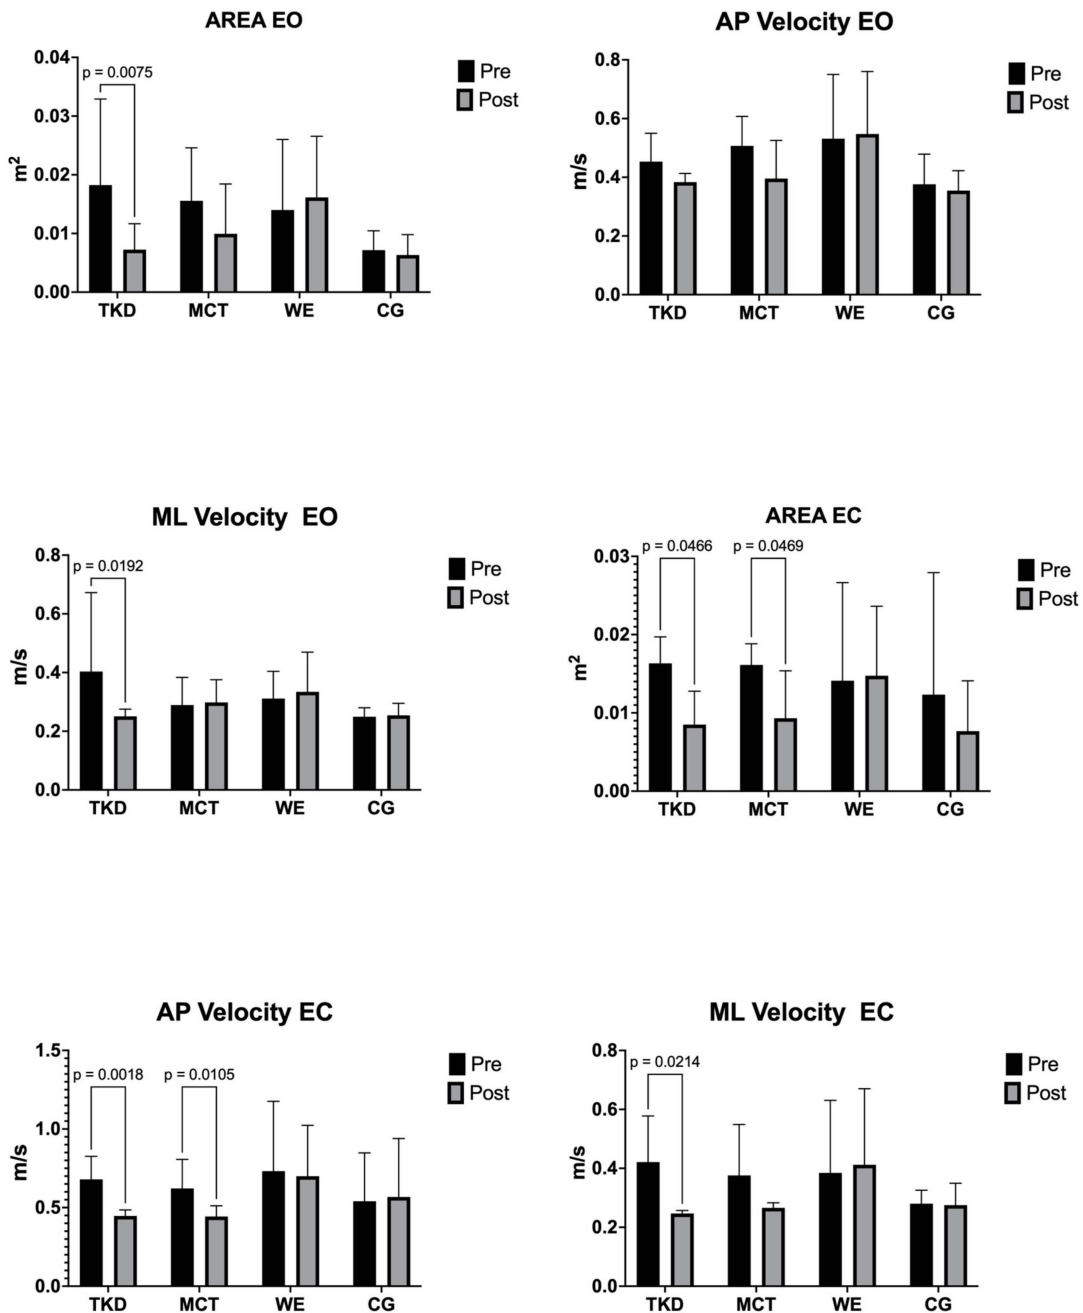 AREA EO
0.04
0.03
0.02
0.01
0.00
m²
p = 0.0075
Pre
Post
TKD MCT WE CG
AP Velocity EO
0.8
0.6
0.4
0.2
0.0
m/s
Pre
Post
TKD MCT WE CG
ML Velocity EO
0.8
0.6
0.4
0.2
0.0
m/s
p = 0.0192
Pre
Post
TKD MCT WE CG
AREA EC
0.03
0.02
0.01
0.00
m²
p = 0.0466 p = 0.0469
Pre
Post
TKD MCT WE CG
AP Velocity EC
1.5
1.0
0.5
0.0
m/s
p = 0.0018 p = 0.0105
Pre
Post
TKD MCT WE CG
ML Velocity EC
0.8
0.6
0.4
0.2
0.0
m/s
p = 0.0214
Pre
Post
TKD MCT WE CG